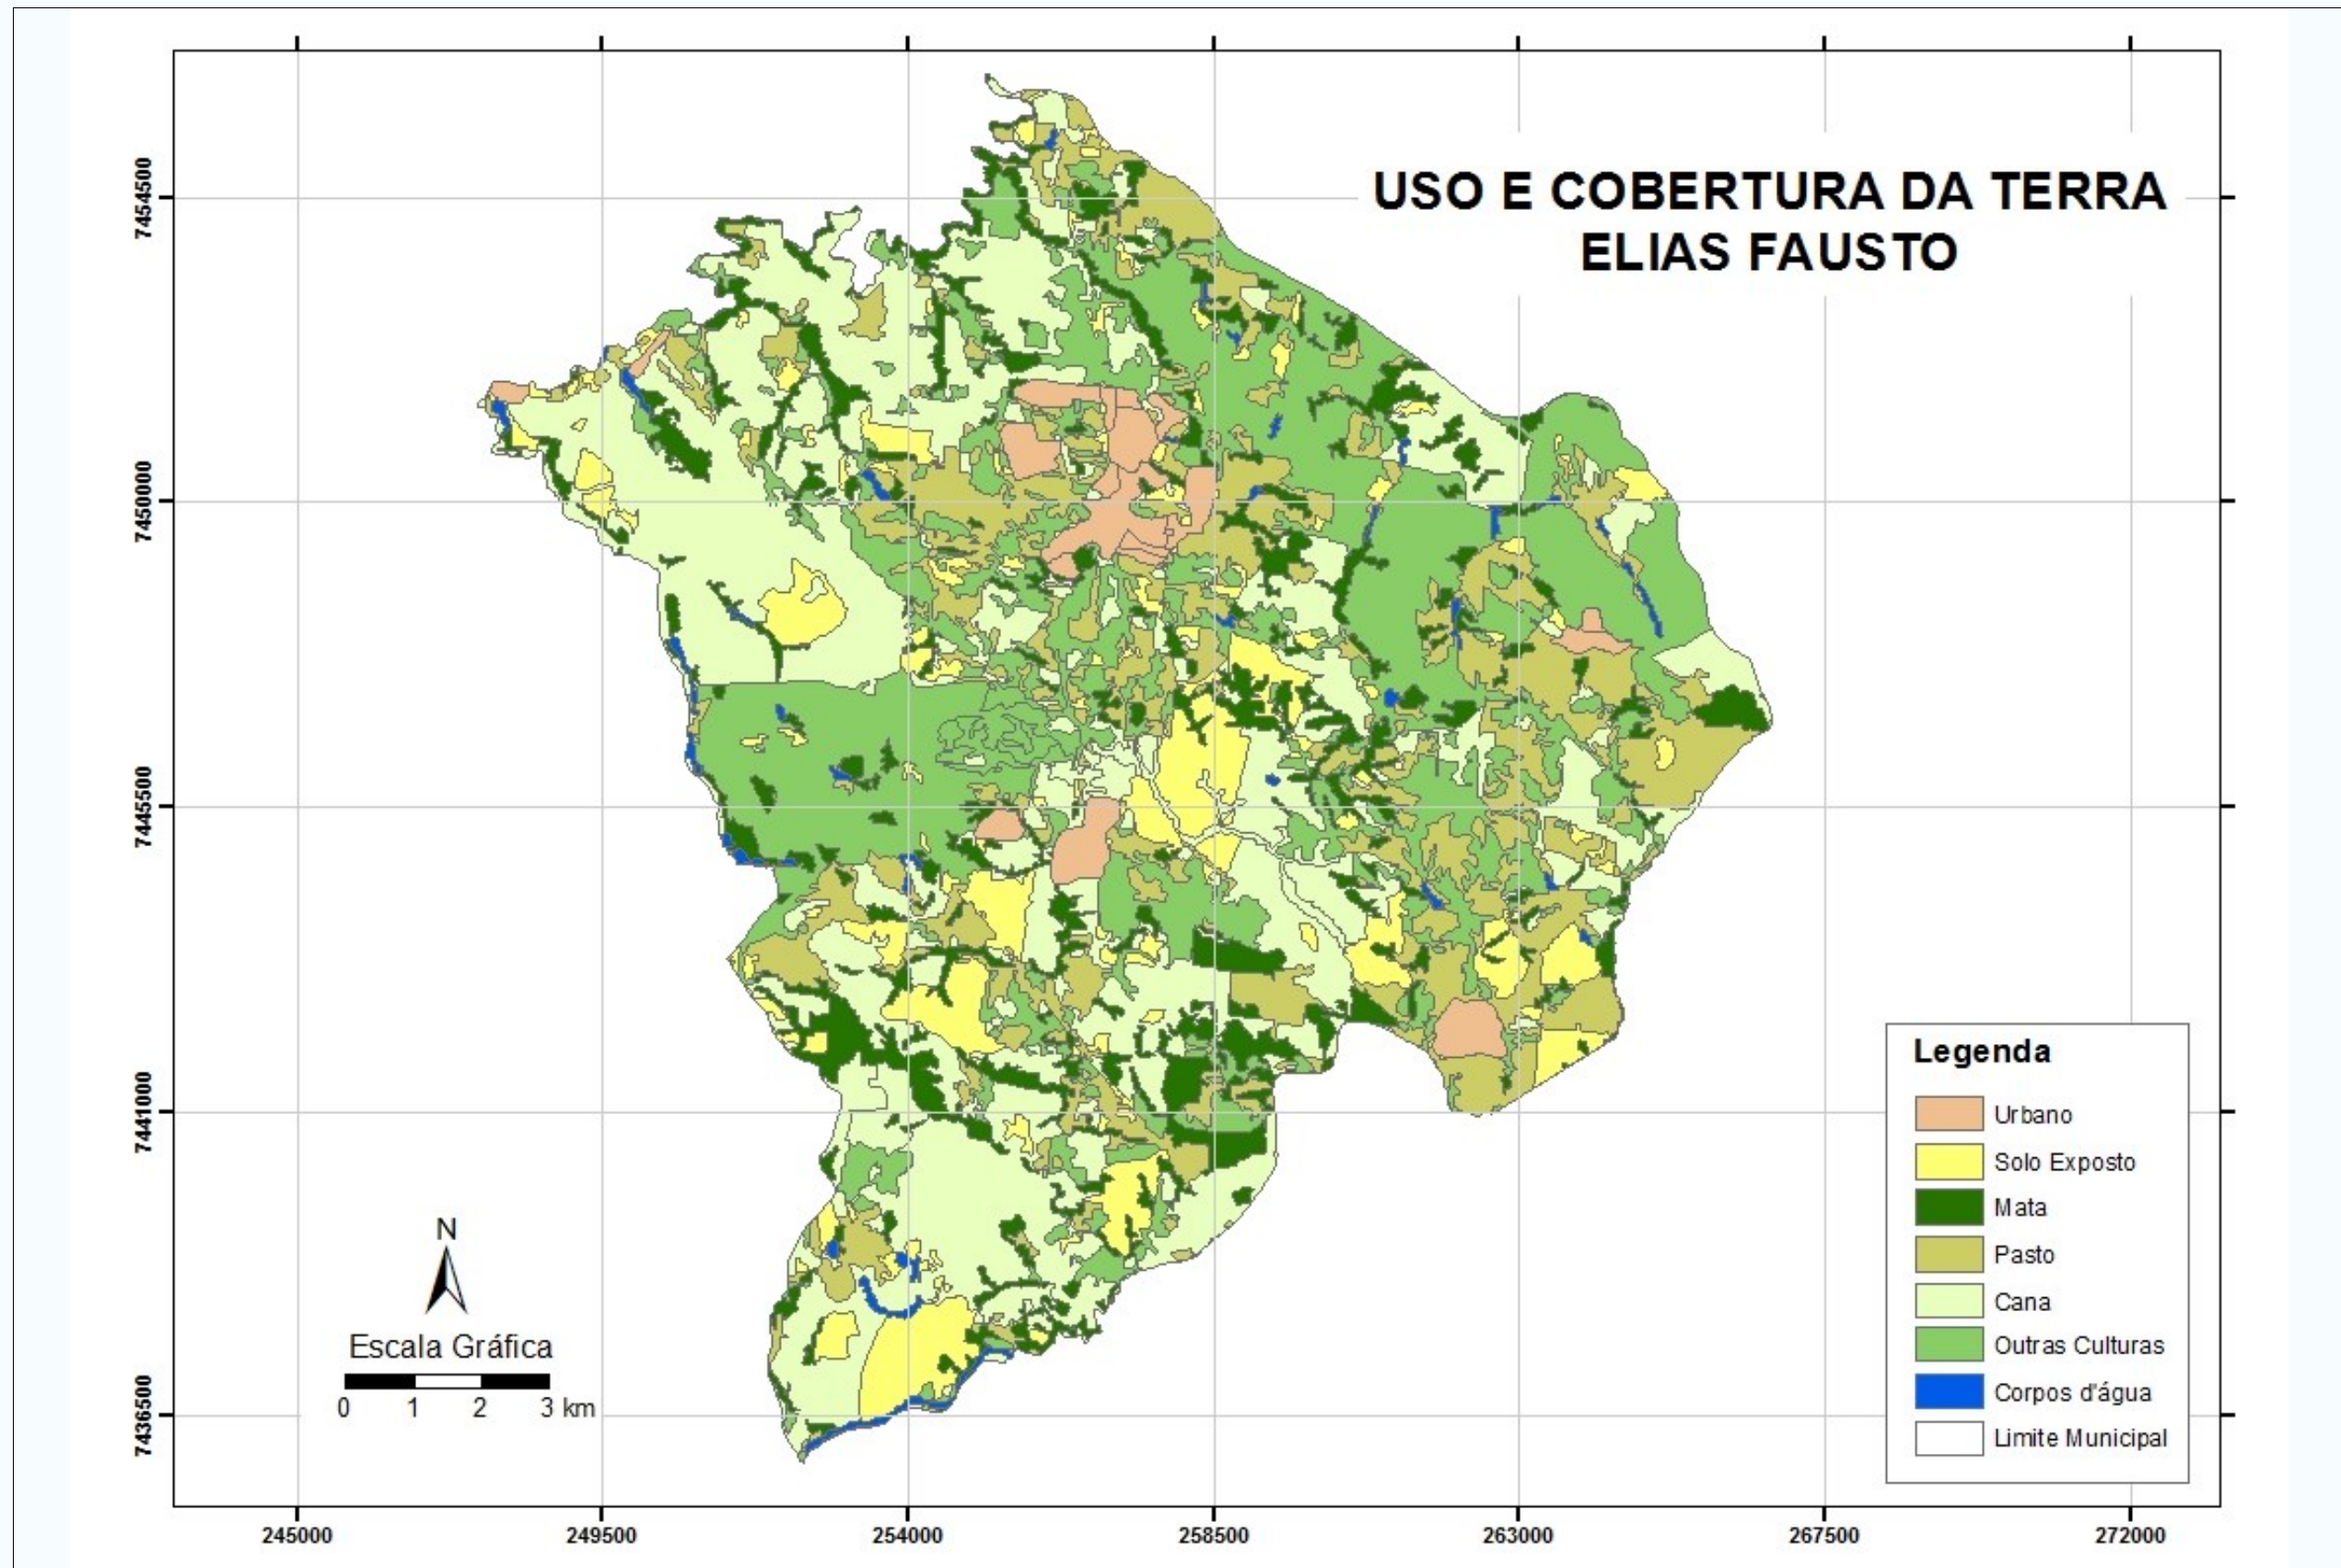 USO E COBERTURA DA TERRA
ELIAS FAUSTO
7454500
7450000
7445500
7441000
7436500
N
Escala Gráfica
0 1 2 3 km
Legenda
Urbano
Solo Exposto
Mata
Pasto
Cana
Outras Culturas
Corpos d'água
Limite Municipal
245000 249500 254000 258500 263000 267500 272000